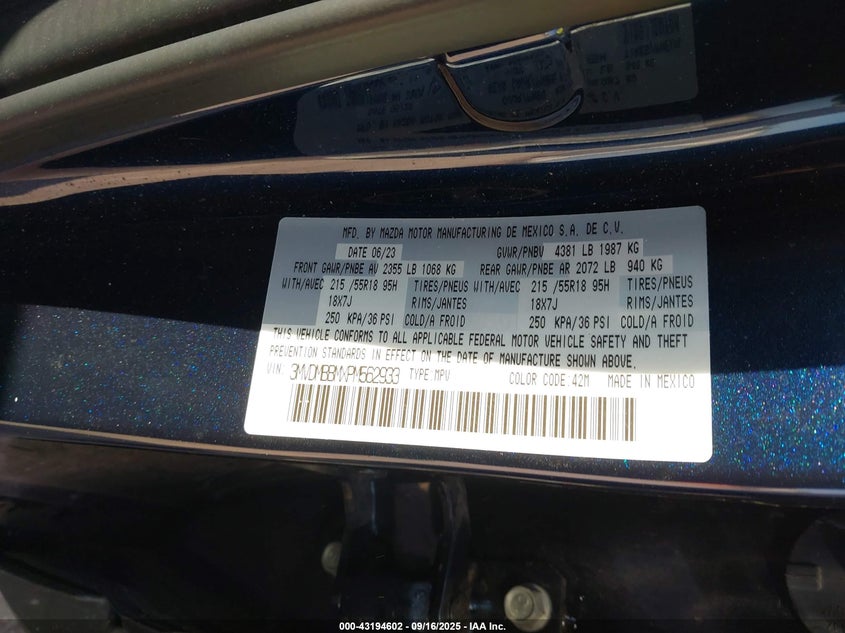 MFD. BY MAZDA MOTOR MANUFACTURING DE MEXICO S.A. DE C.V.
DATE 06/23 GVWR/PNBV 4381 LB 1987 KG
FRONT GAWR/PNBE AV 2355 LB 1068 KG REAR GAWR/PNBE AR 2072 LB 940 KG
WITH/AVEC 215 /55R18 95H TIRES/PNEUS WITH/AVEC 215 /55R18 95H TIRES/PNEUS
18X7J RIMS/JANTES 18X7J RIMS/JANTES
250 KPA/36 PSI COLD/A FROID 250 KPA/36 PSI COLD/A FROID
THIS VEHICLE CONFORMS TO ALL APPLICABLE FEDERAL MOTOR VEHICLE SAFETY AND THEFT
PREVENTION STANDARDS IN EFFECT ON THE DATE OF MANUFACTURE SHOWN ABOVE.
VIN: 3MVDMBBMXPM562933 TYPE:MPV COLOR CODE:42M MADE IN MEXICO
000-43194602 - 09/16/2025 - IAA Inc.